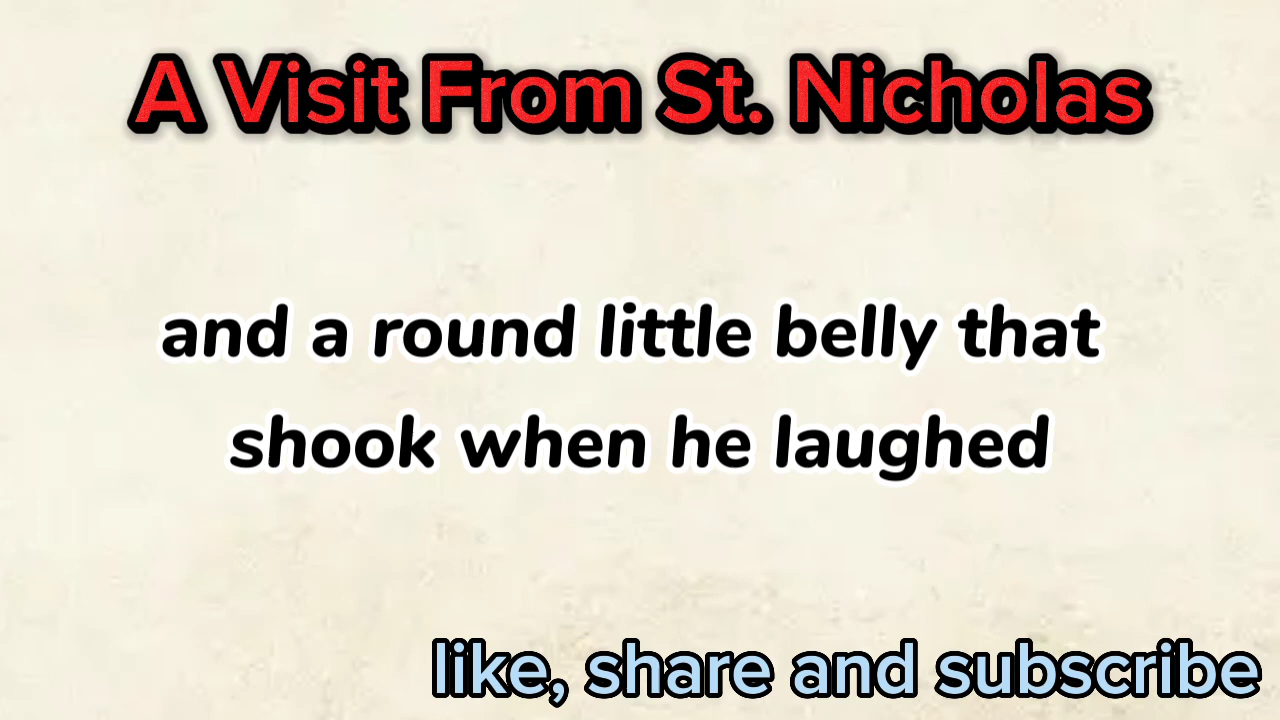 A Visit From St. Nicholas
and a round little belly that
shook when he laughed
like, share and subscribe